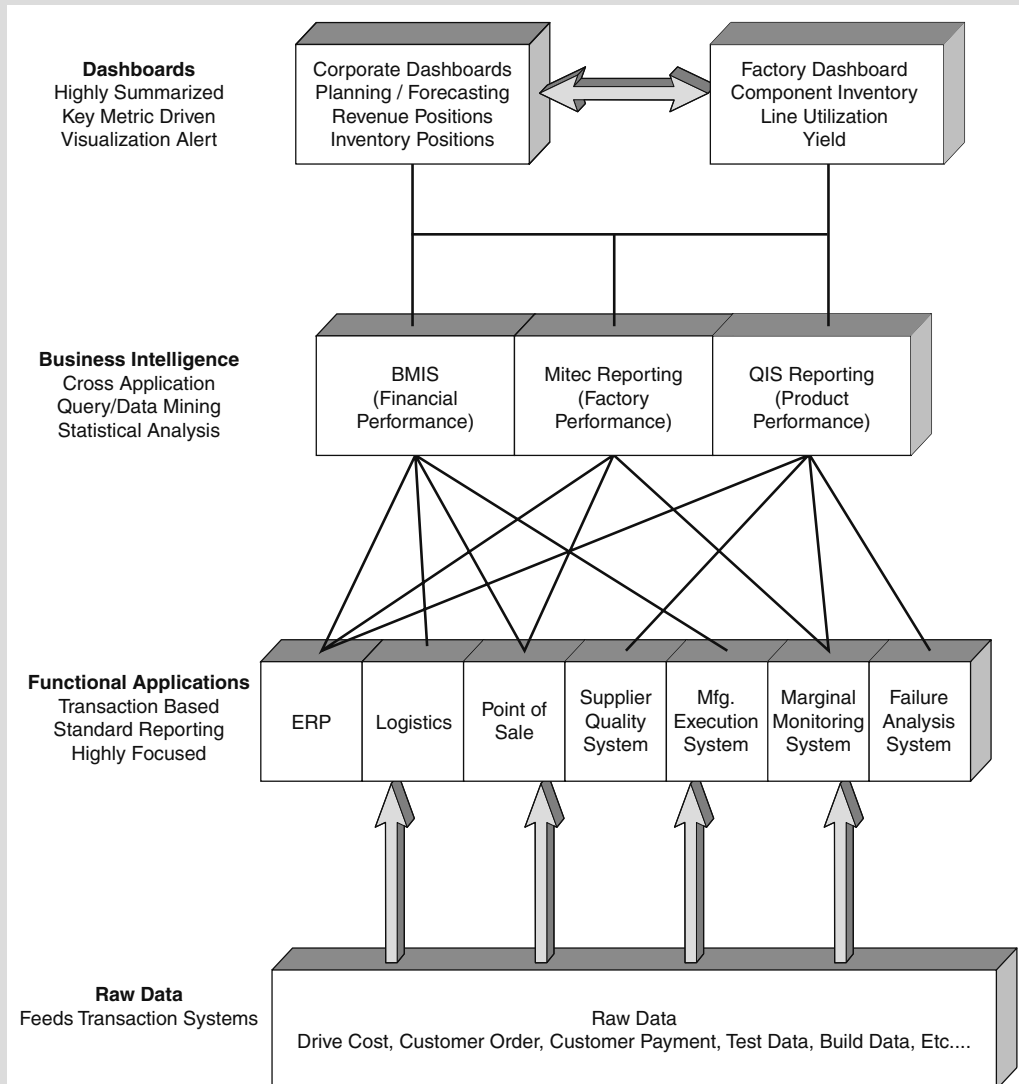 Dashboards
Highly Summarized
Key Metric Driven
Visualization Alert
Corporate Dashboards
Planning / Forecasting
Revenue Positions
Inventory Positions
Factory Dashboard
Component Inventory
Line Utilization
Yield
Business Intelligence
Cross Application
Query/Data Mining
Statistical Analysis
BMIS
(Financial
Performance)
Mitec Reporting
(Factory
Performance)
QIS Reporting
(Product
Performance)
Functional Applications
Transaction Based
Standard Reporting
Highly Focused
ERP
Logistics
Point of
Sale
Supplier
Quality
System
Mfg.
Execution
System
Marginal
Monitoring
System
Failure
Analysis
System
Raw Data
Feeds Transaction Systems
Raw Data
Drive Cost, Customer Order, Customer Payment, Test Data, Build Data, Etc....